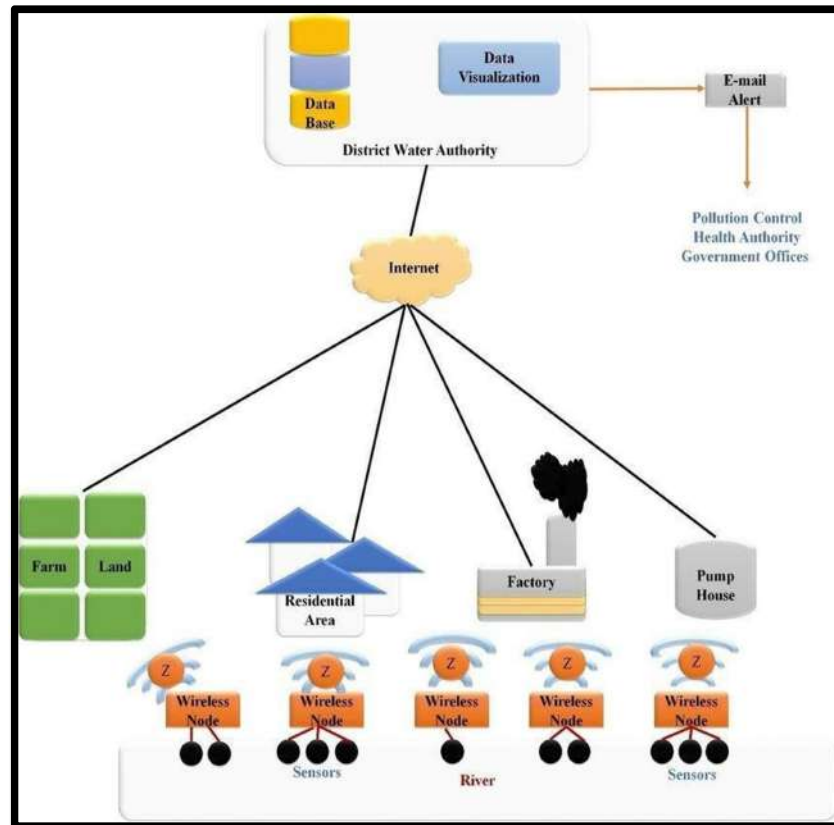 Data
Visualization
Data
Base
District Water Authority
E-mail
Alert
Pollution Control
Health Authority
Government Offices
Internet
Farm
Land
Residential
Area
Factory
Pump
House
Z
Z
Z
Z
Z
Wireless
Node
Wireless
Node
Wireless
Node
Wireless
Node
Wireless
Node
Sensors
River
Sensors